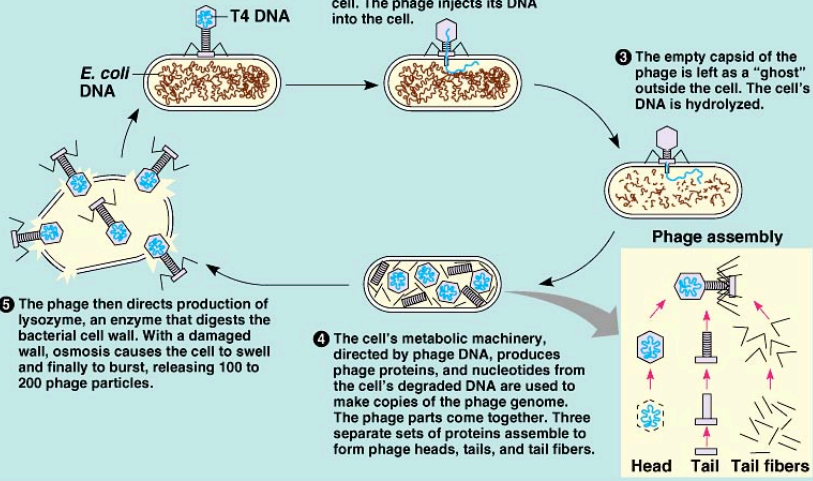 cell. The phage injects its DNA
into the cell.
T4 DNA
E. coli
DNA
❸ The empty capsid of the
phage is left as a “ghost”
outside the cell. The cell’s
DNA is hydrolyzed.
Phage assembly
❺ The phage then directs production of
lysozyme, an enzyme that digests the
bacterial cell wall. With a damaged
wall, osmosis causes the cell to swell
and finally to burst, releasing 100 to
200 phage particles.
❹ The cell’s metabolic machinery,
directed by phage DNA, produces
phage proteins, and nucleotides from
the cell’s degraded DNA are used to
make copies of the phage genome.
The phage parts come together. Three
separate sets of proteins assemble to
form phage heads, tails, and tail fibers.
Head Tail Tail fibers